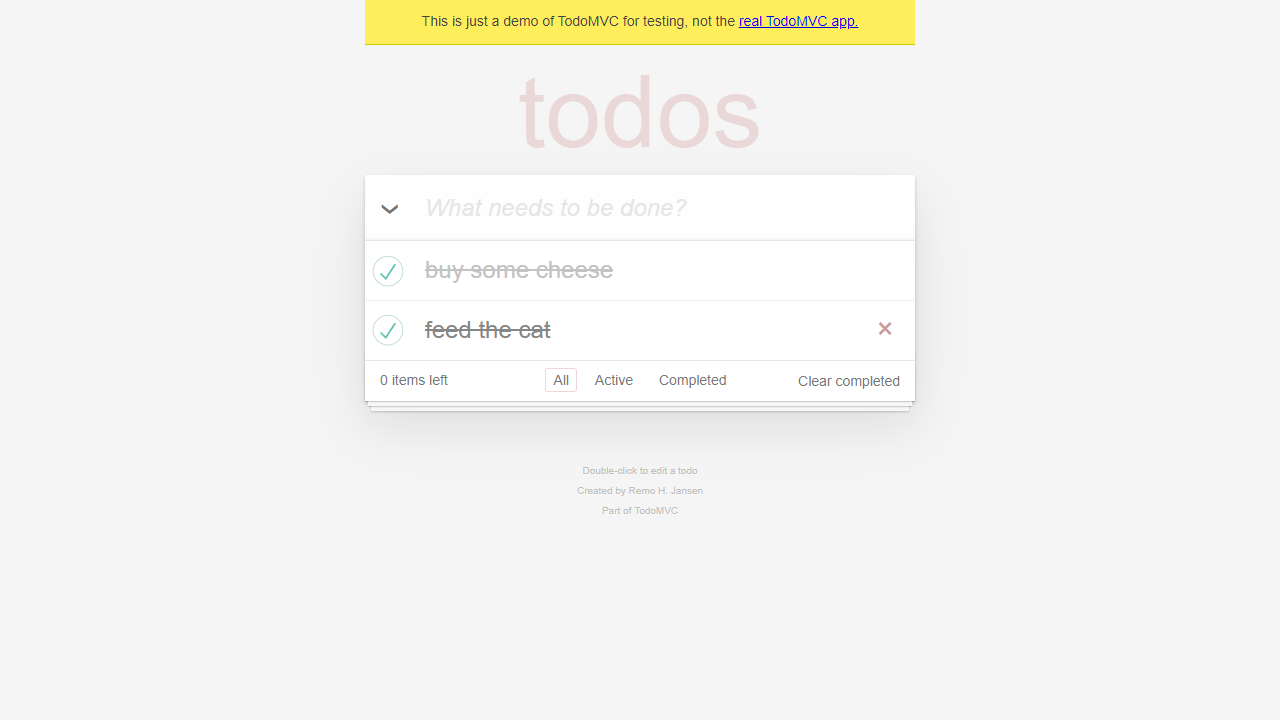 This is just a demo of TodoMVC for testing, not the real TodoMVC app.
todos
What needs to be done?
buy some cheese
feed the cat
0 items left All Active Completed Clear completed
Double-click to edit a todo
Created by Remo H. Jansen
Part of TodoMVC